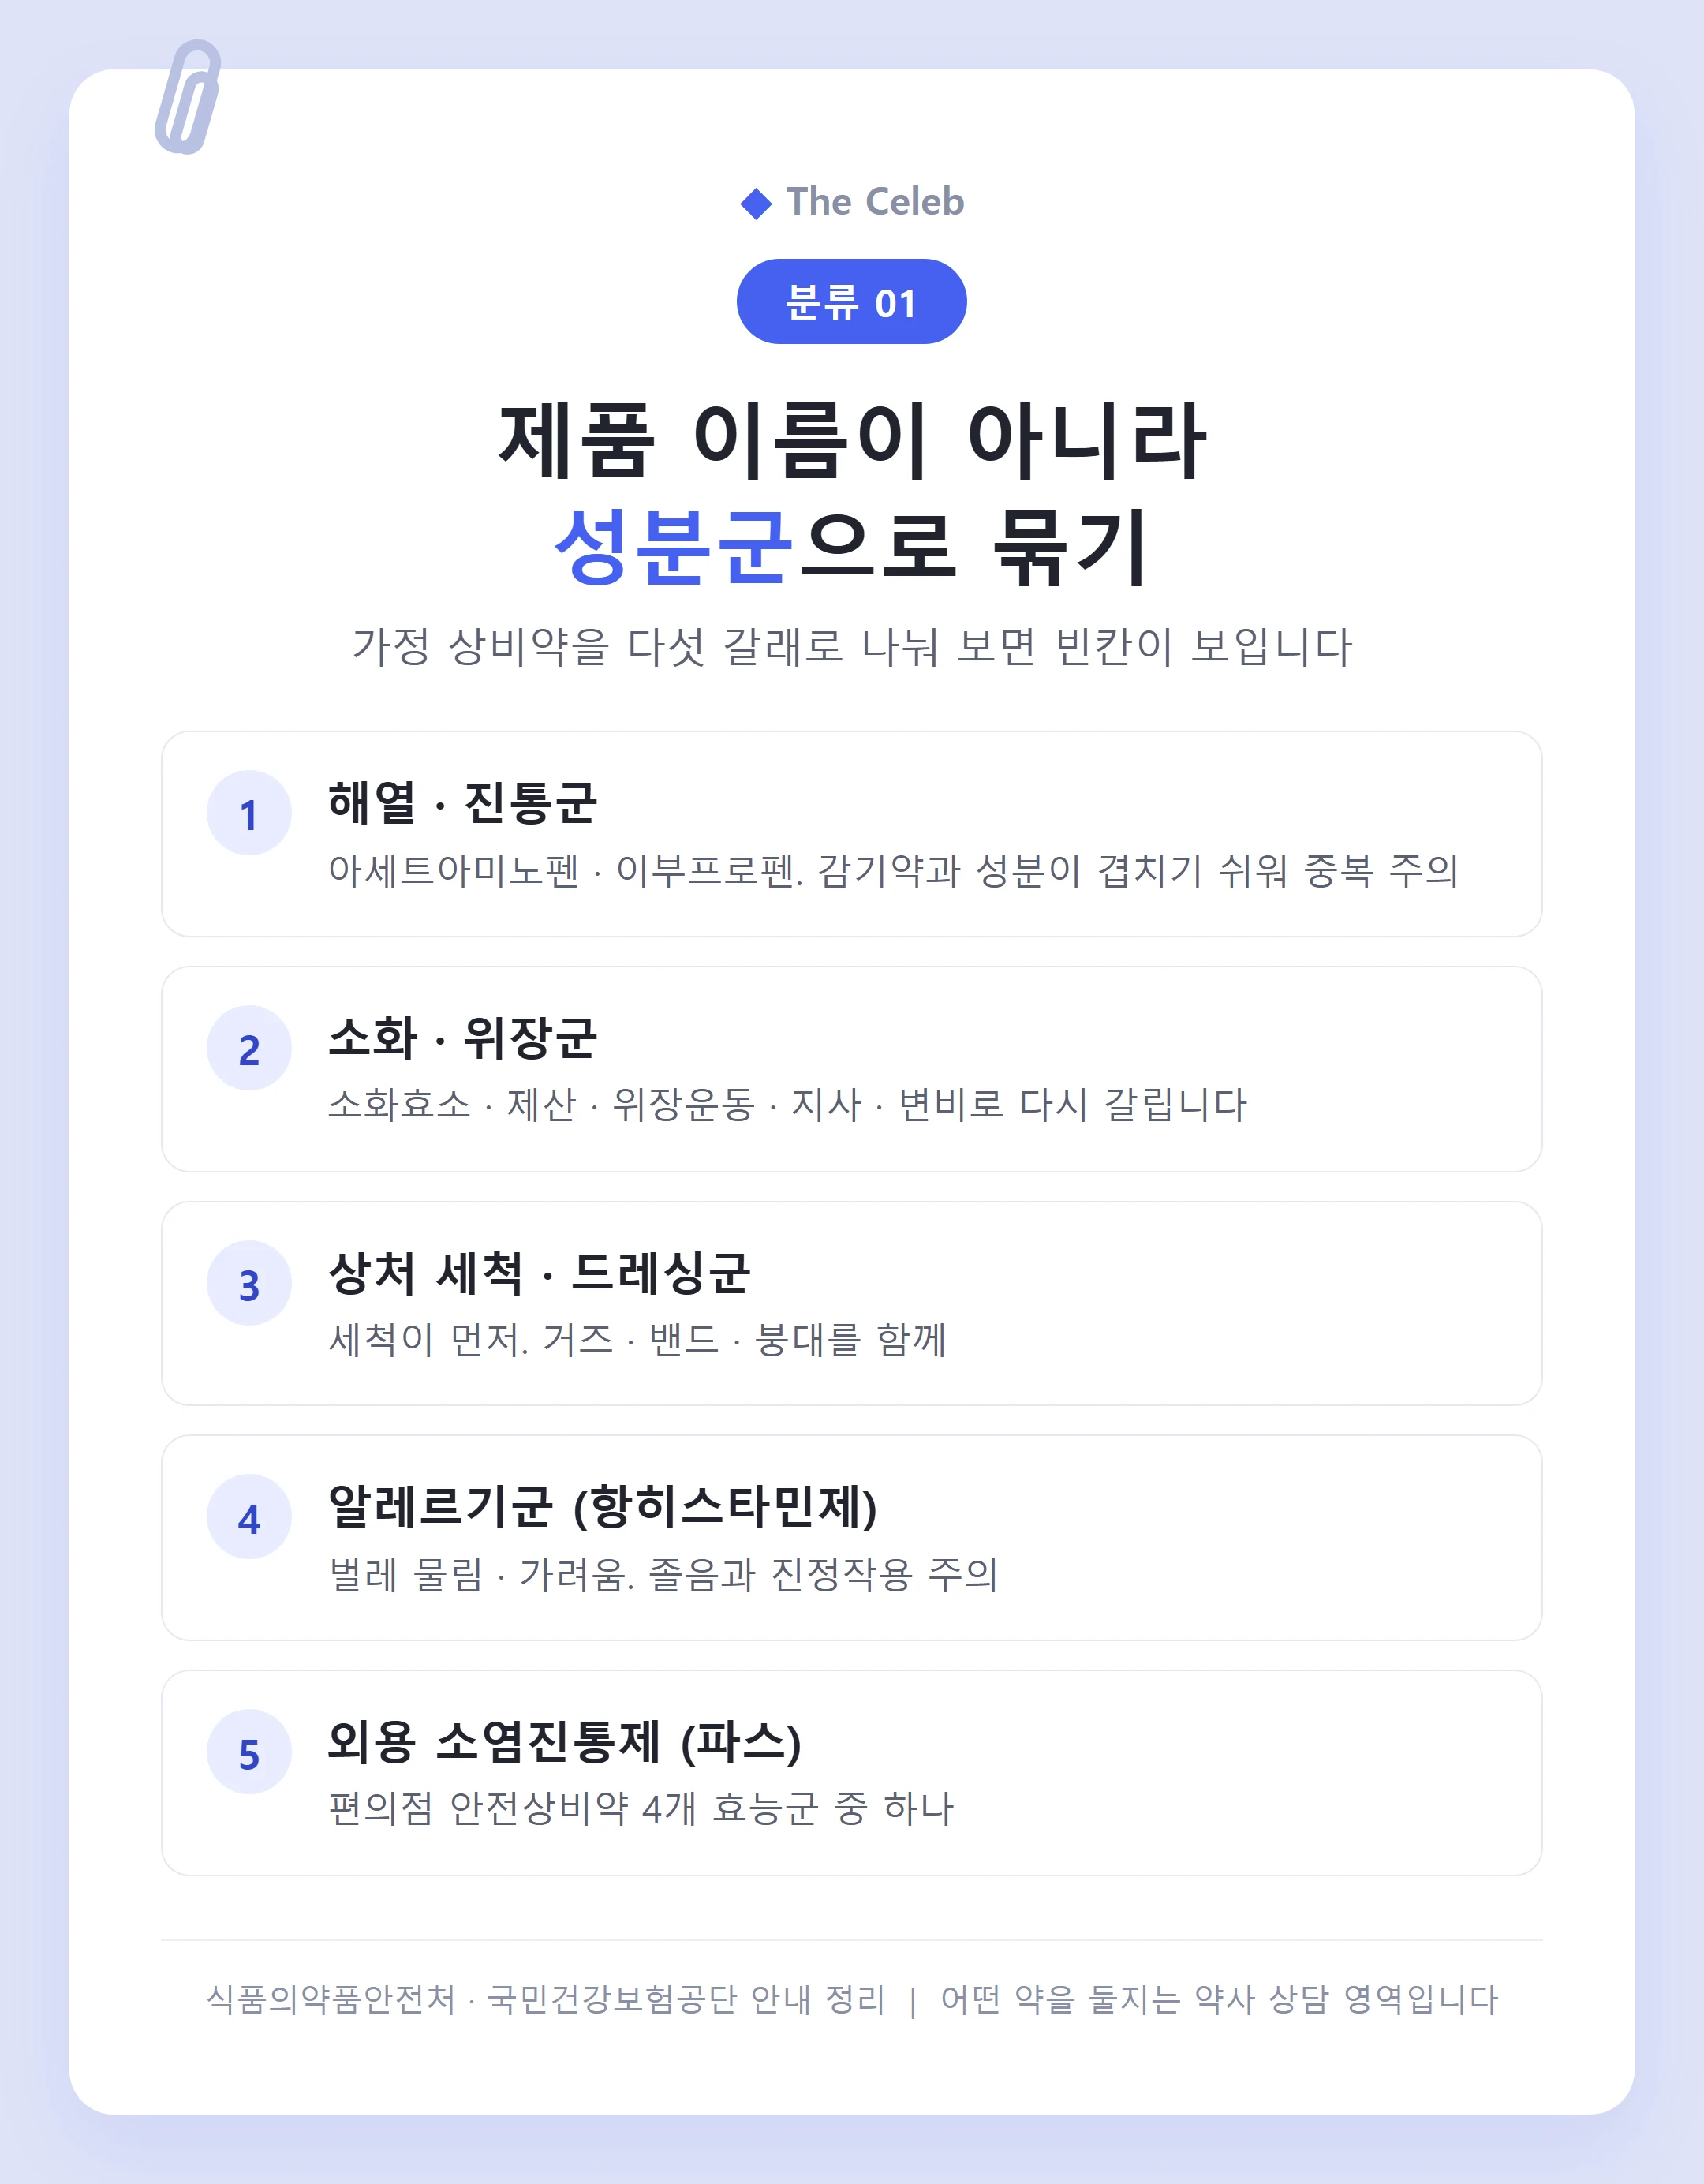 The Celeb
분류 01
제품 이름이 아니라
성분군으로 묶기
가정 상비약을 다섯 갈래로 나눠 보면 빈칸이 보입니다
1
해열 · 진통군
아세트아미노펜 · 이부프로펜. 감기약과 성분이 겹치기 쉬워 중복 주의
2
소화 · 위장군
소화효소 · 제산 · 위장운동 · 지사 · 변비로 다시 갈립니다
3
상처 세척 · 드레싱군
세척이 먼저. 거즈 · 밴드 · 붕대를 함께
4
알레르기군 (항히스타민제)
벌레 물림 · 가려움. 졸음과 진정작용 주의
5
외용 소염진통제 (파스)
편의점 안전상비약 4개 효능군 중 하나
식품의약품안전처 · 국민건강보험공단 안내 정리 | 어떤 약을 둘지는 약사 상담 영역입니다